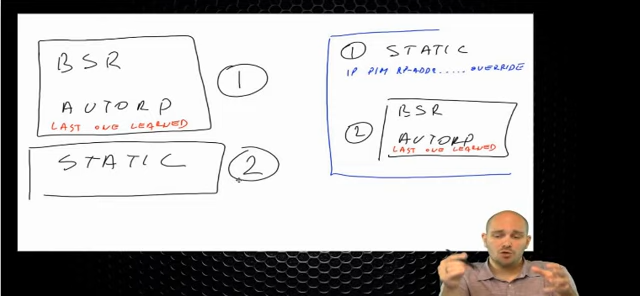 BSR
AUTORP
LAST ONE LEARNED
1
STATIC
2
1 STATIC
IP PIM RP-ADDR..... OVERRIDE
BSR
2
AUTORP
LAST ONE LEARNED